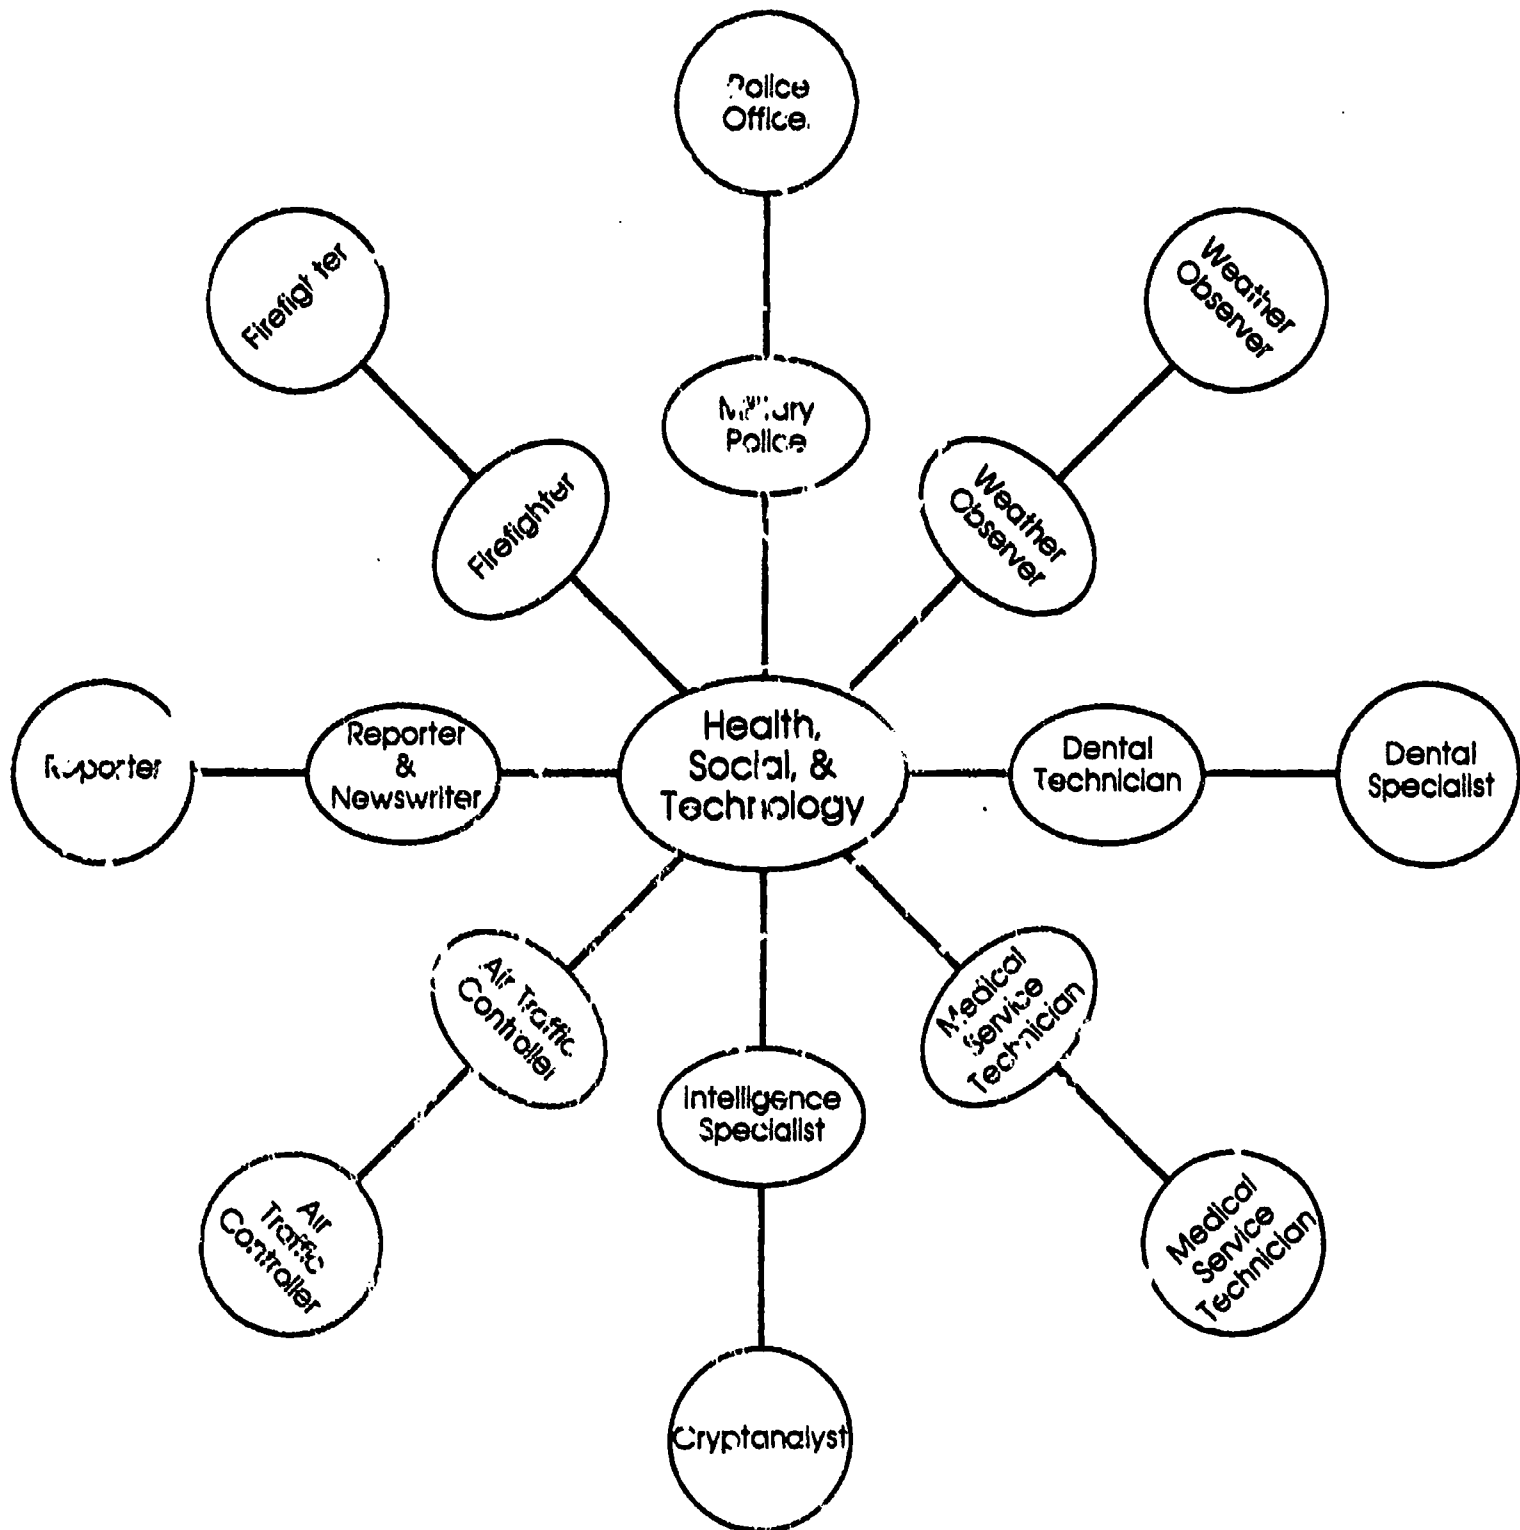 Police
Officer
Firefighter
Weather
Observer
Military
Police
Firefighter
Weather
Observer
Reporter
Reporter
&
Newswriter
Health,
Social, &
Technology
Dental
Technician
Dental
Specialist
Air Traffic
Controller
Medical
Service
Technician
Intelligence
Specialist
Air
Traffic
Controller
Medical
Service
Technician
Cryptanalyst